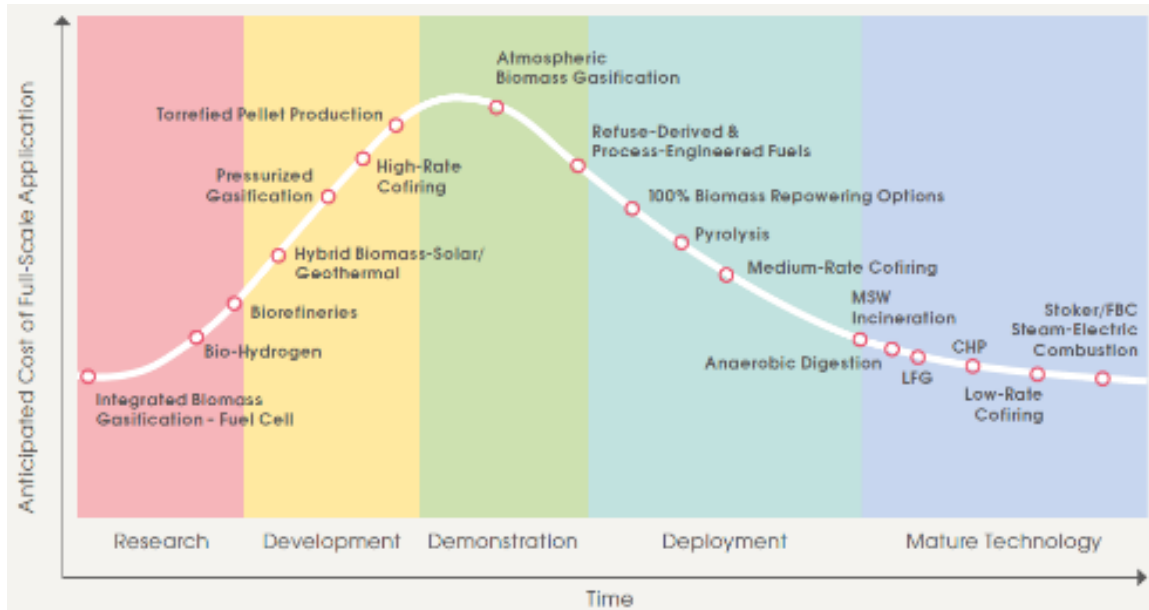 Anticipated Cost of Full-Scale Application
Atmospheric
Biomass Gasification
Torrefied Pellet Production
Refuse-Derived &
Process-Engineered Fuels
High-Rate
Cofiring
Pressurized
Gasification
100% Biomass Repowering Options
Pyrolysis
Hybrid Biomass-Solar/
Geothermal
Medium-Rate Cofiring
MSW
Incineration
Stoker/FBC
Steam-Electric
Combustion
Biorefineries
Bio-Hydrogen
Anaerobic Digestion
LFG
CHP
Low-Rate
Cofiring
Integrated Biomass
Gasification - Fuel Cell
Research
Development
Demonstration
Deployment
Mature Technology
Time